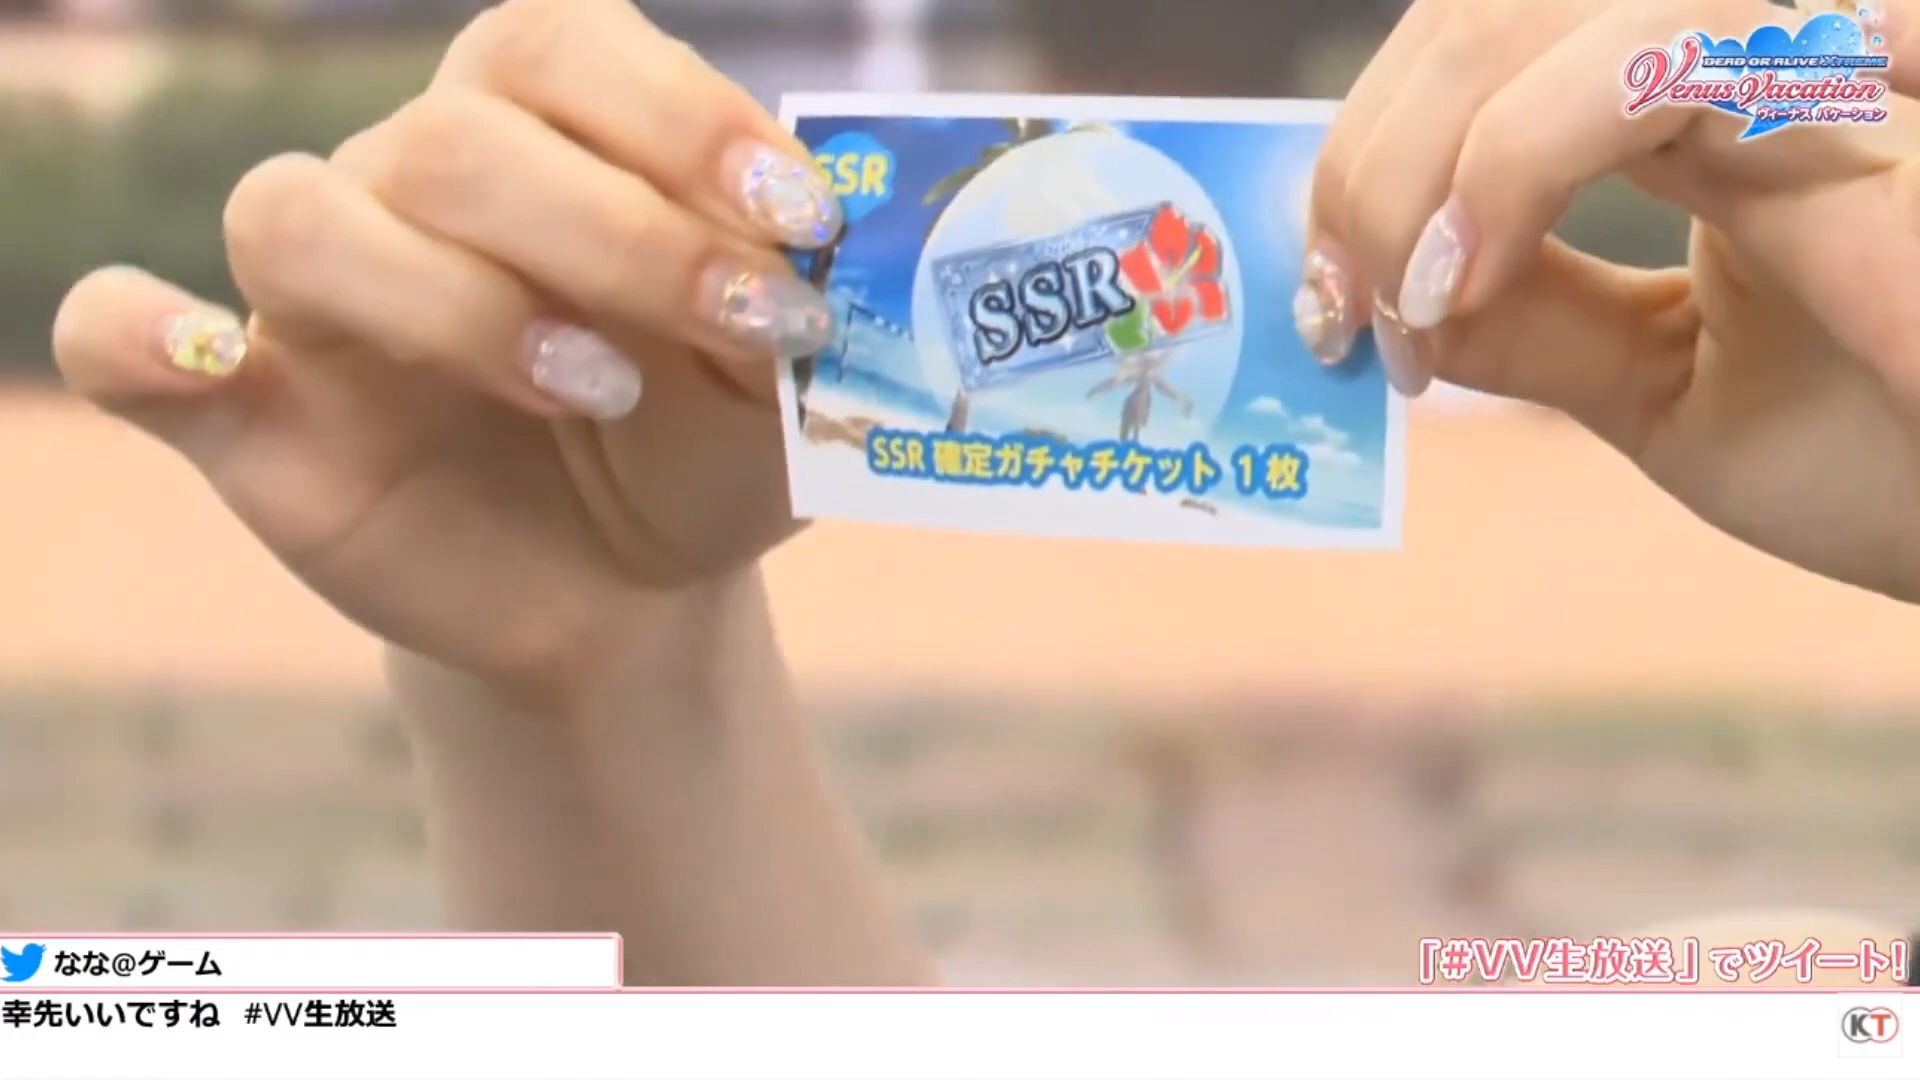 DEAD OR ALIVE XTREME
Venus Vacation
ヴィーナス バケーション
SSR
SSR
SSR 確定ガチャチケット 1枚
なな@ゲーム
「#VV生放送」でツイート!
幸先いいですね #VV生放送
KT